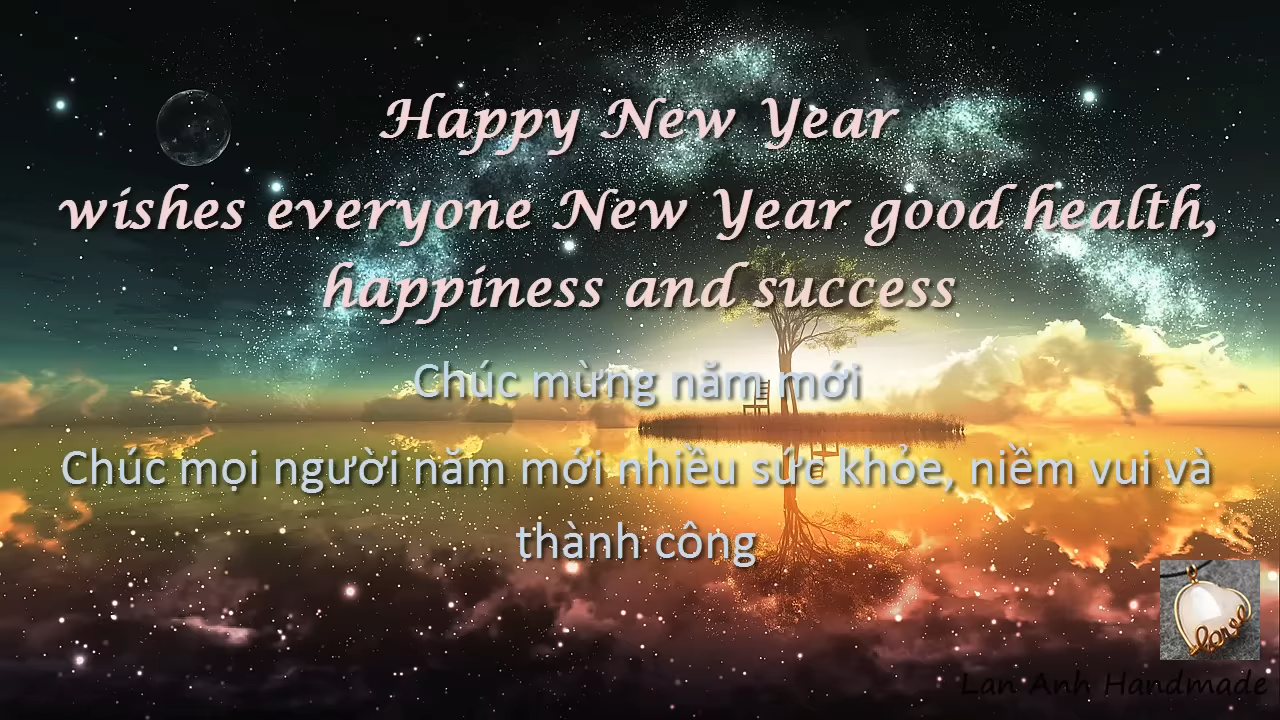 Happy New Year
wishes everyone New Year good health,
happiness and success
Chúc mừng năm mới
Chúc mọi người năm mới nhiều sức khỏe, niềm vui và
thành công
love
Lan Anh Handmade